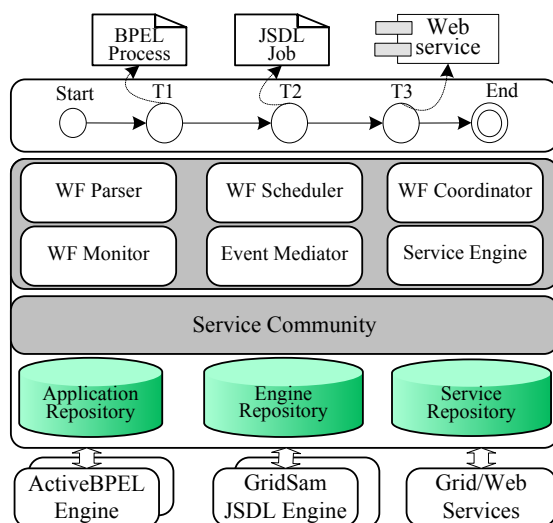 BPEL
Process
JSDL
Job
Web
service
Start
T1
T2
T3
End
WF Parser
WF Scheduler
WF Coordinator
WF Monitor
Event Mediator
Service Engine
Service Community
Application
Repository
Engine
Repository
Service
Repository
ActiveBPEL
Engine
GridSam
JSDL Engine
Grid/Web
Services